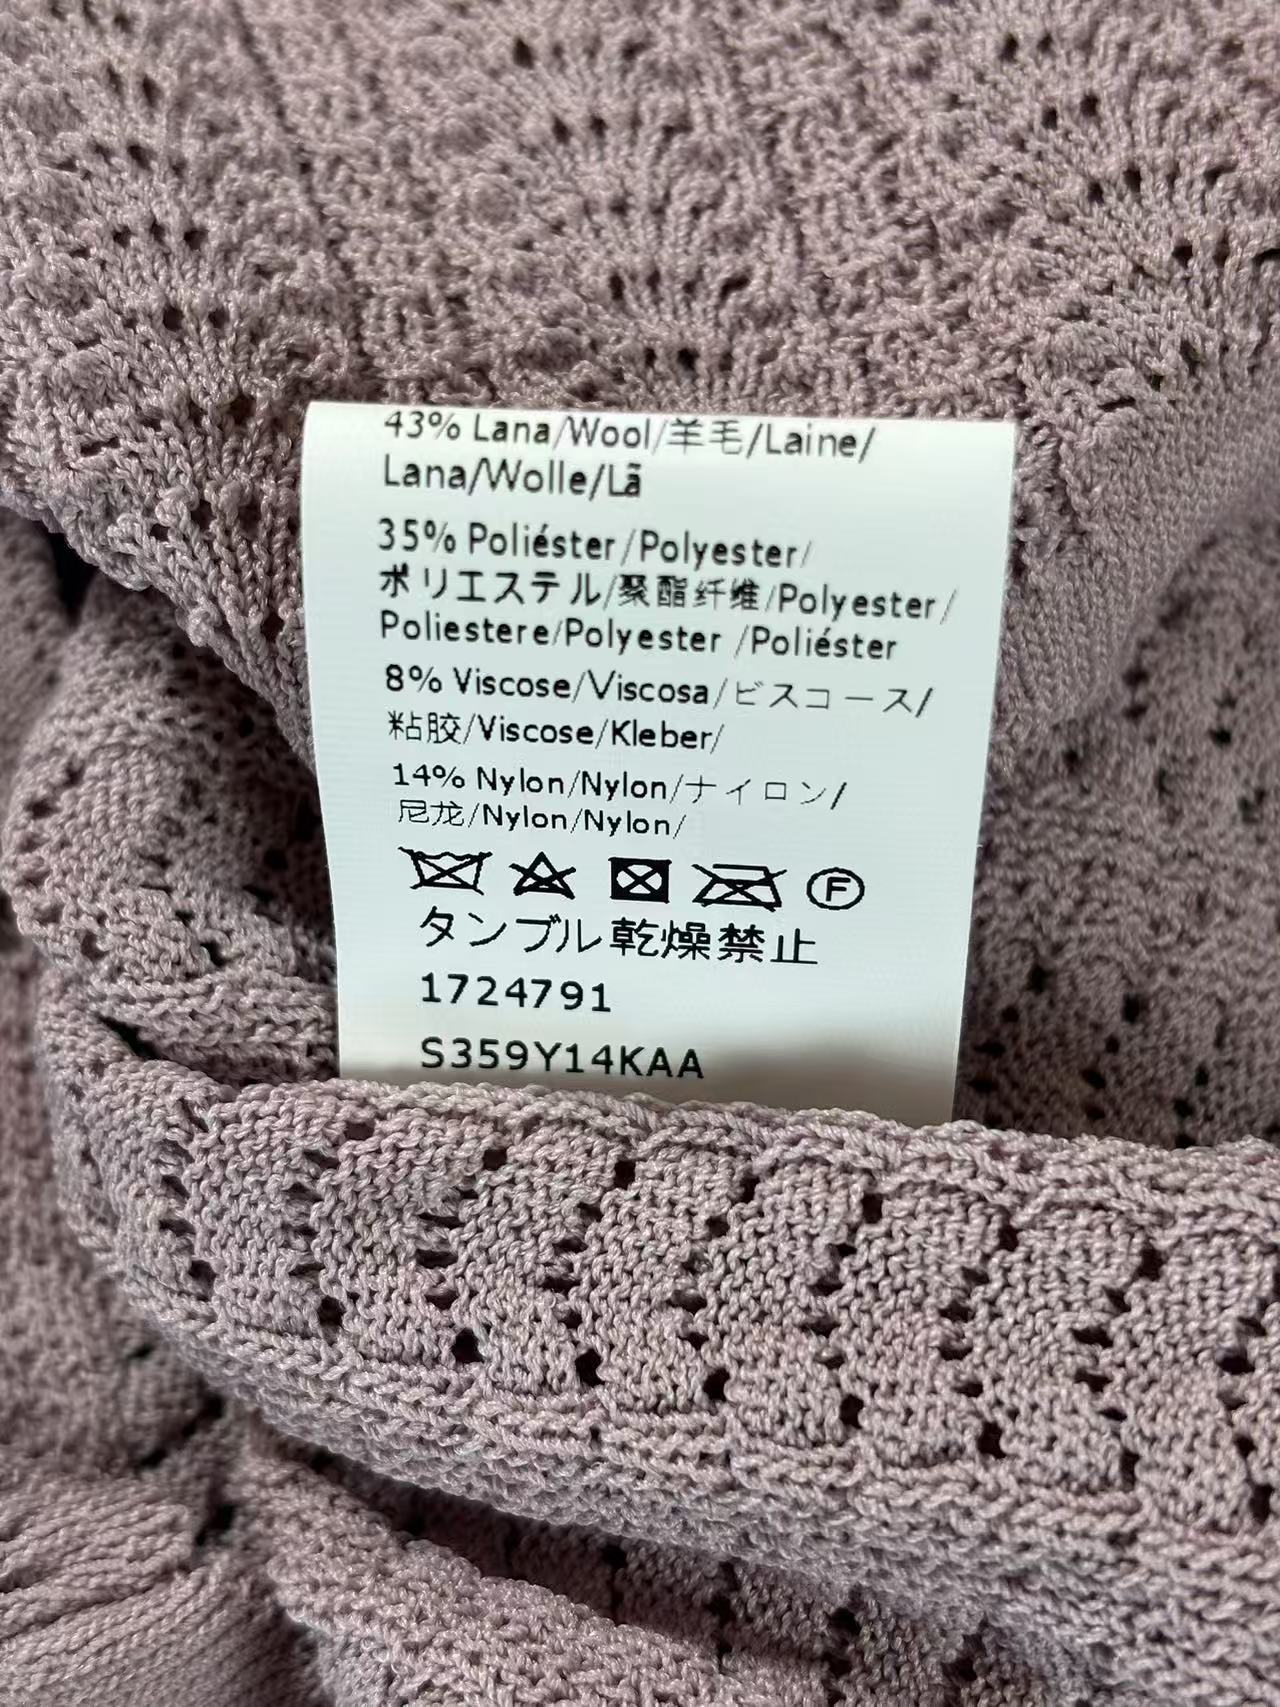 43% Lana/Wool/羊毛/Laine/
Lana/Wolle/Lã
35% Poliéster/Polyester/
ポリエステル/聚酯纤维/Polyester/
Poliestere/Polyester /Poliéster
8% Viscose/Viscosa/ビスコース/
粘胶/Viscose/Kleber/
14% Nylon/Nylon/ナイロン/
尼龙/Nylon/Nylon/
F
タンブル乾燥禁止
1724791
S359Y14KAA